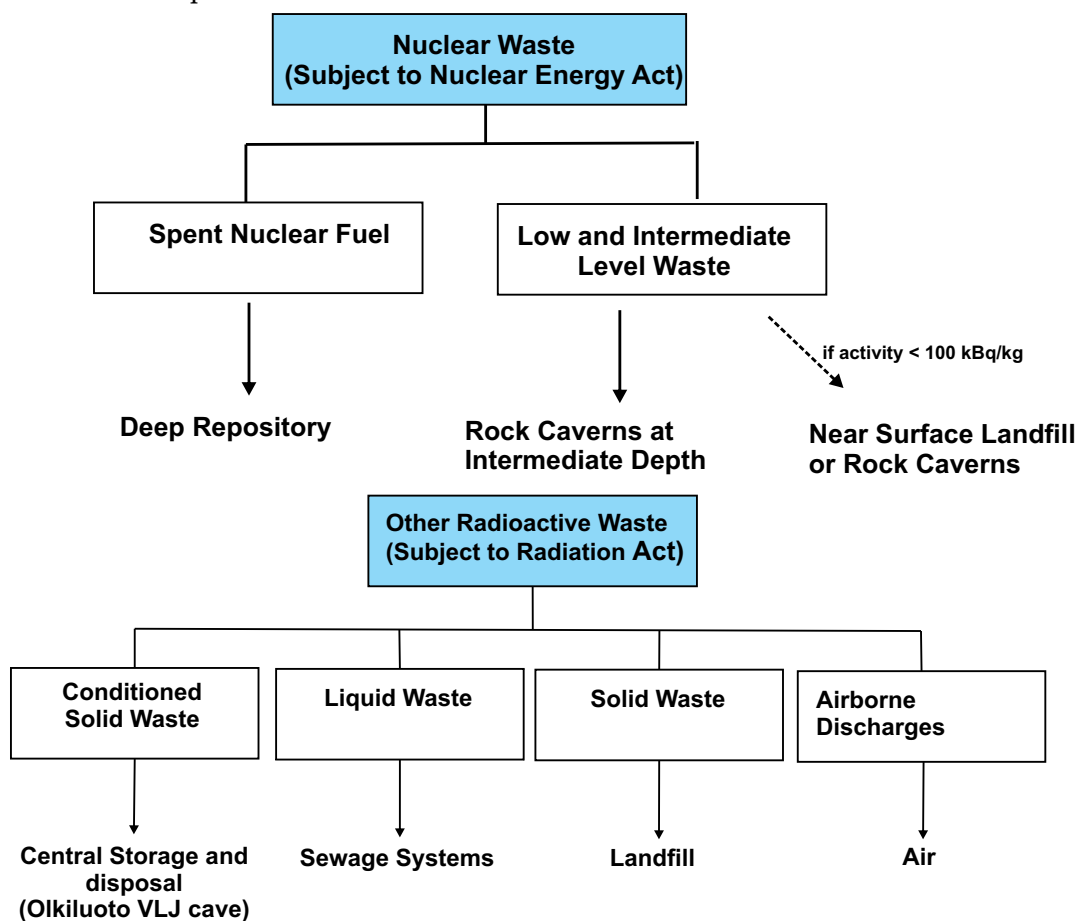 Nuclear Waste
(Subject to Nuclear Energy Act)
Spent Nuclear Fuel
Low and Intermediate
Level Waste
if activity < 100 kBq/kg
Deep Repository
Rock Caverns at
Intermediate Depth
Near Surface Landfill
or Rock Caverns
Other Radioactive Waste
(Subject to Radiation Act)
Conditioned
Solid Waste
Liquid Waste
Solid Waste
Airborne
Discharges
Central Storage and
disposal
(Olkiluoto VLJ cave)
Sewage Systems
Landfill
Air